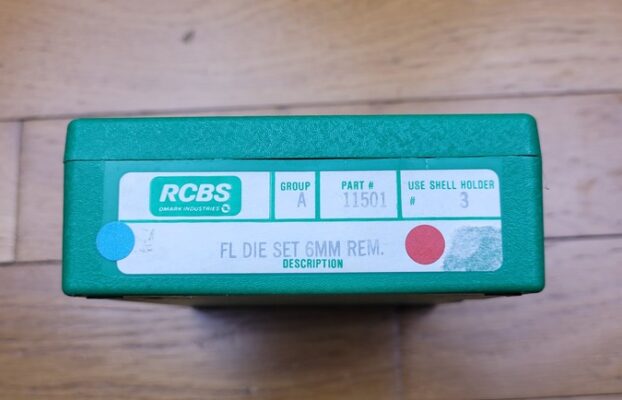 RCBS
OMARK INDUSTRIES
GROUP
A
PART #
11501
USE SHELL HOLDER
# 3
FL DIE SET 6MM REM.
DESCRIPTION